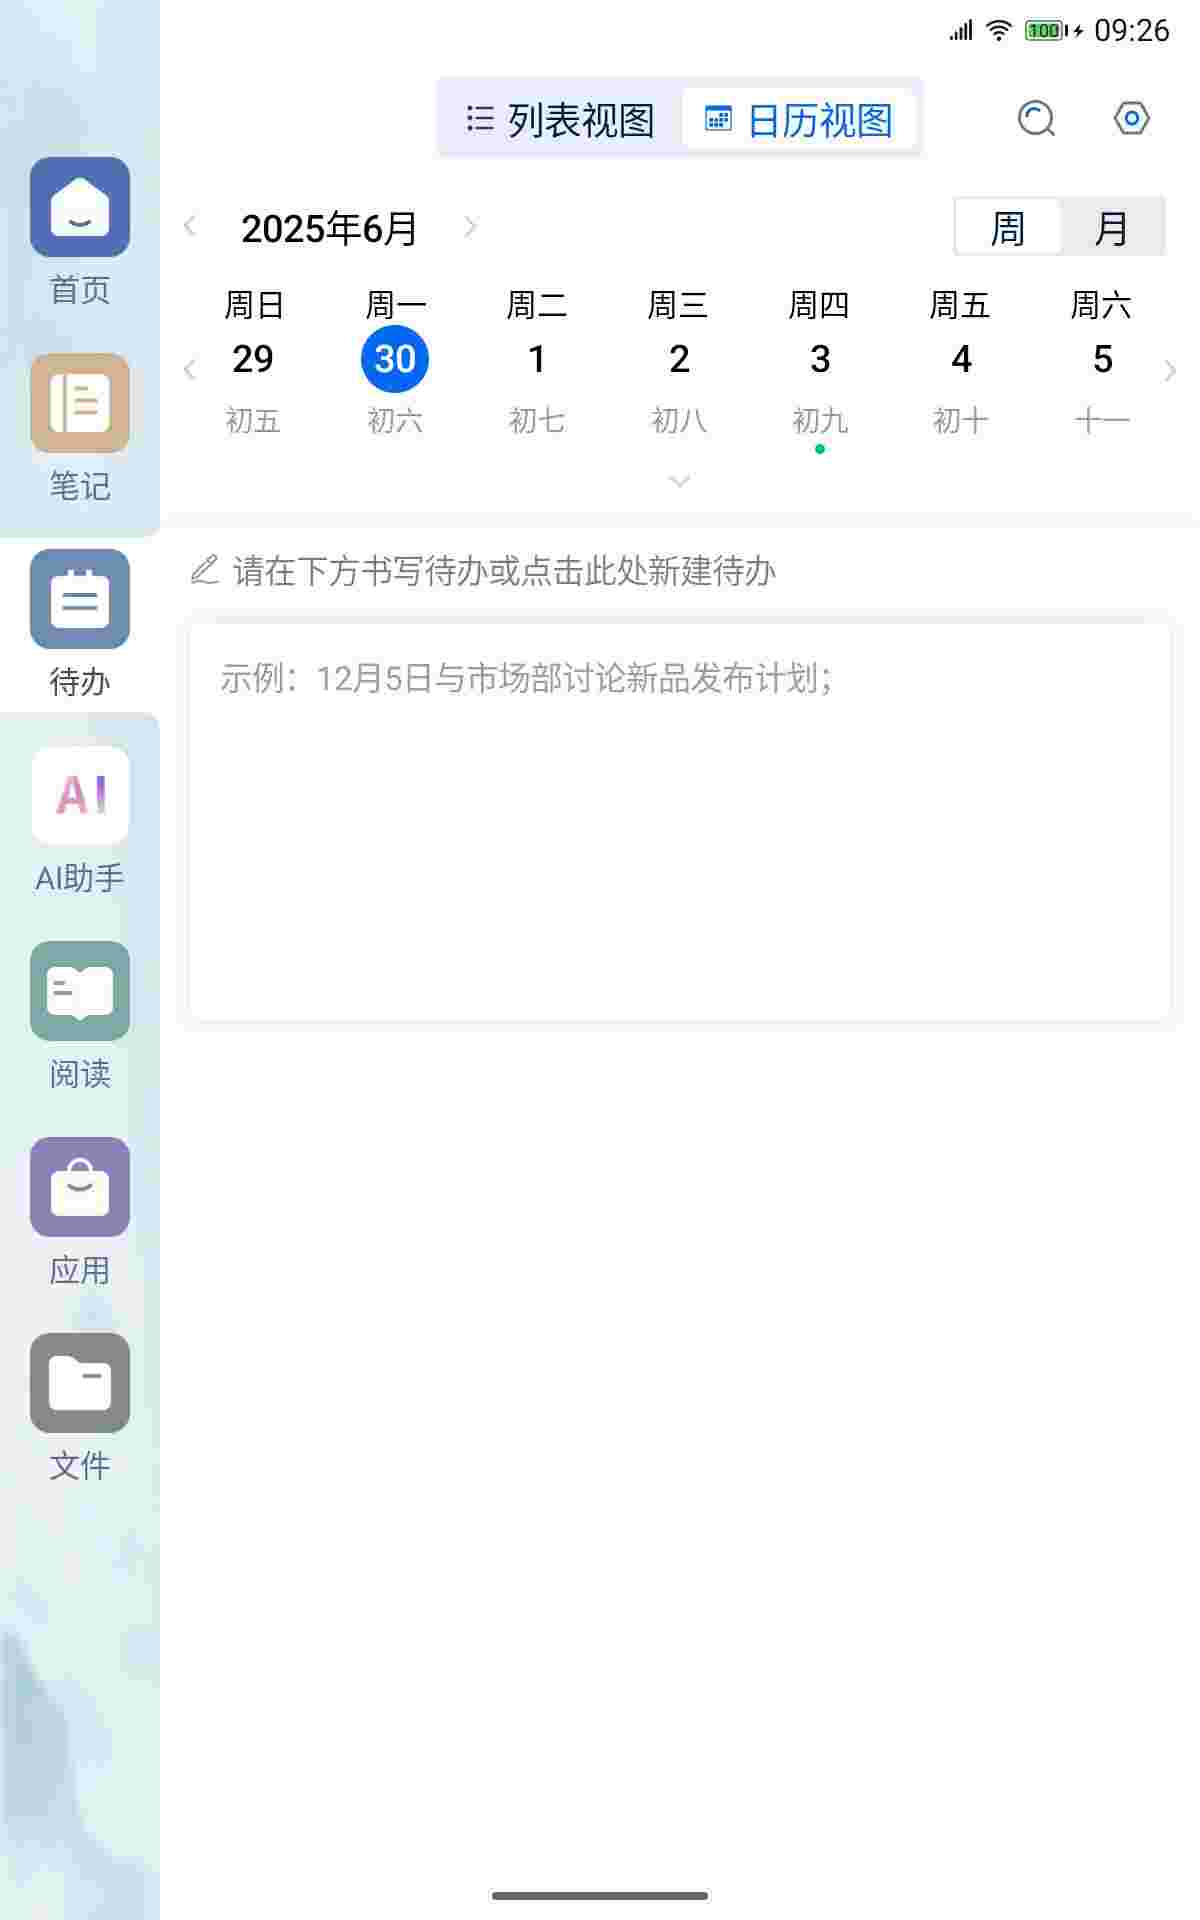 100 09:26
列表视图 日历视图
2025年6月 周 月
周日 周一 周二 周三 周四 周五 周六
29 30 1 2 3 4 5
初五 初六 初七 初八 初九 初十 十一
请在下方书写待办或点击此处新建待办
示例：12月5日与市场部讨论新品发布计划；
首页
笔记
待办
AI
AI助手
阅读
应用
文件